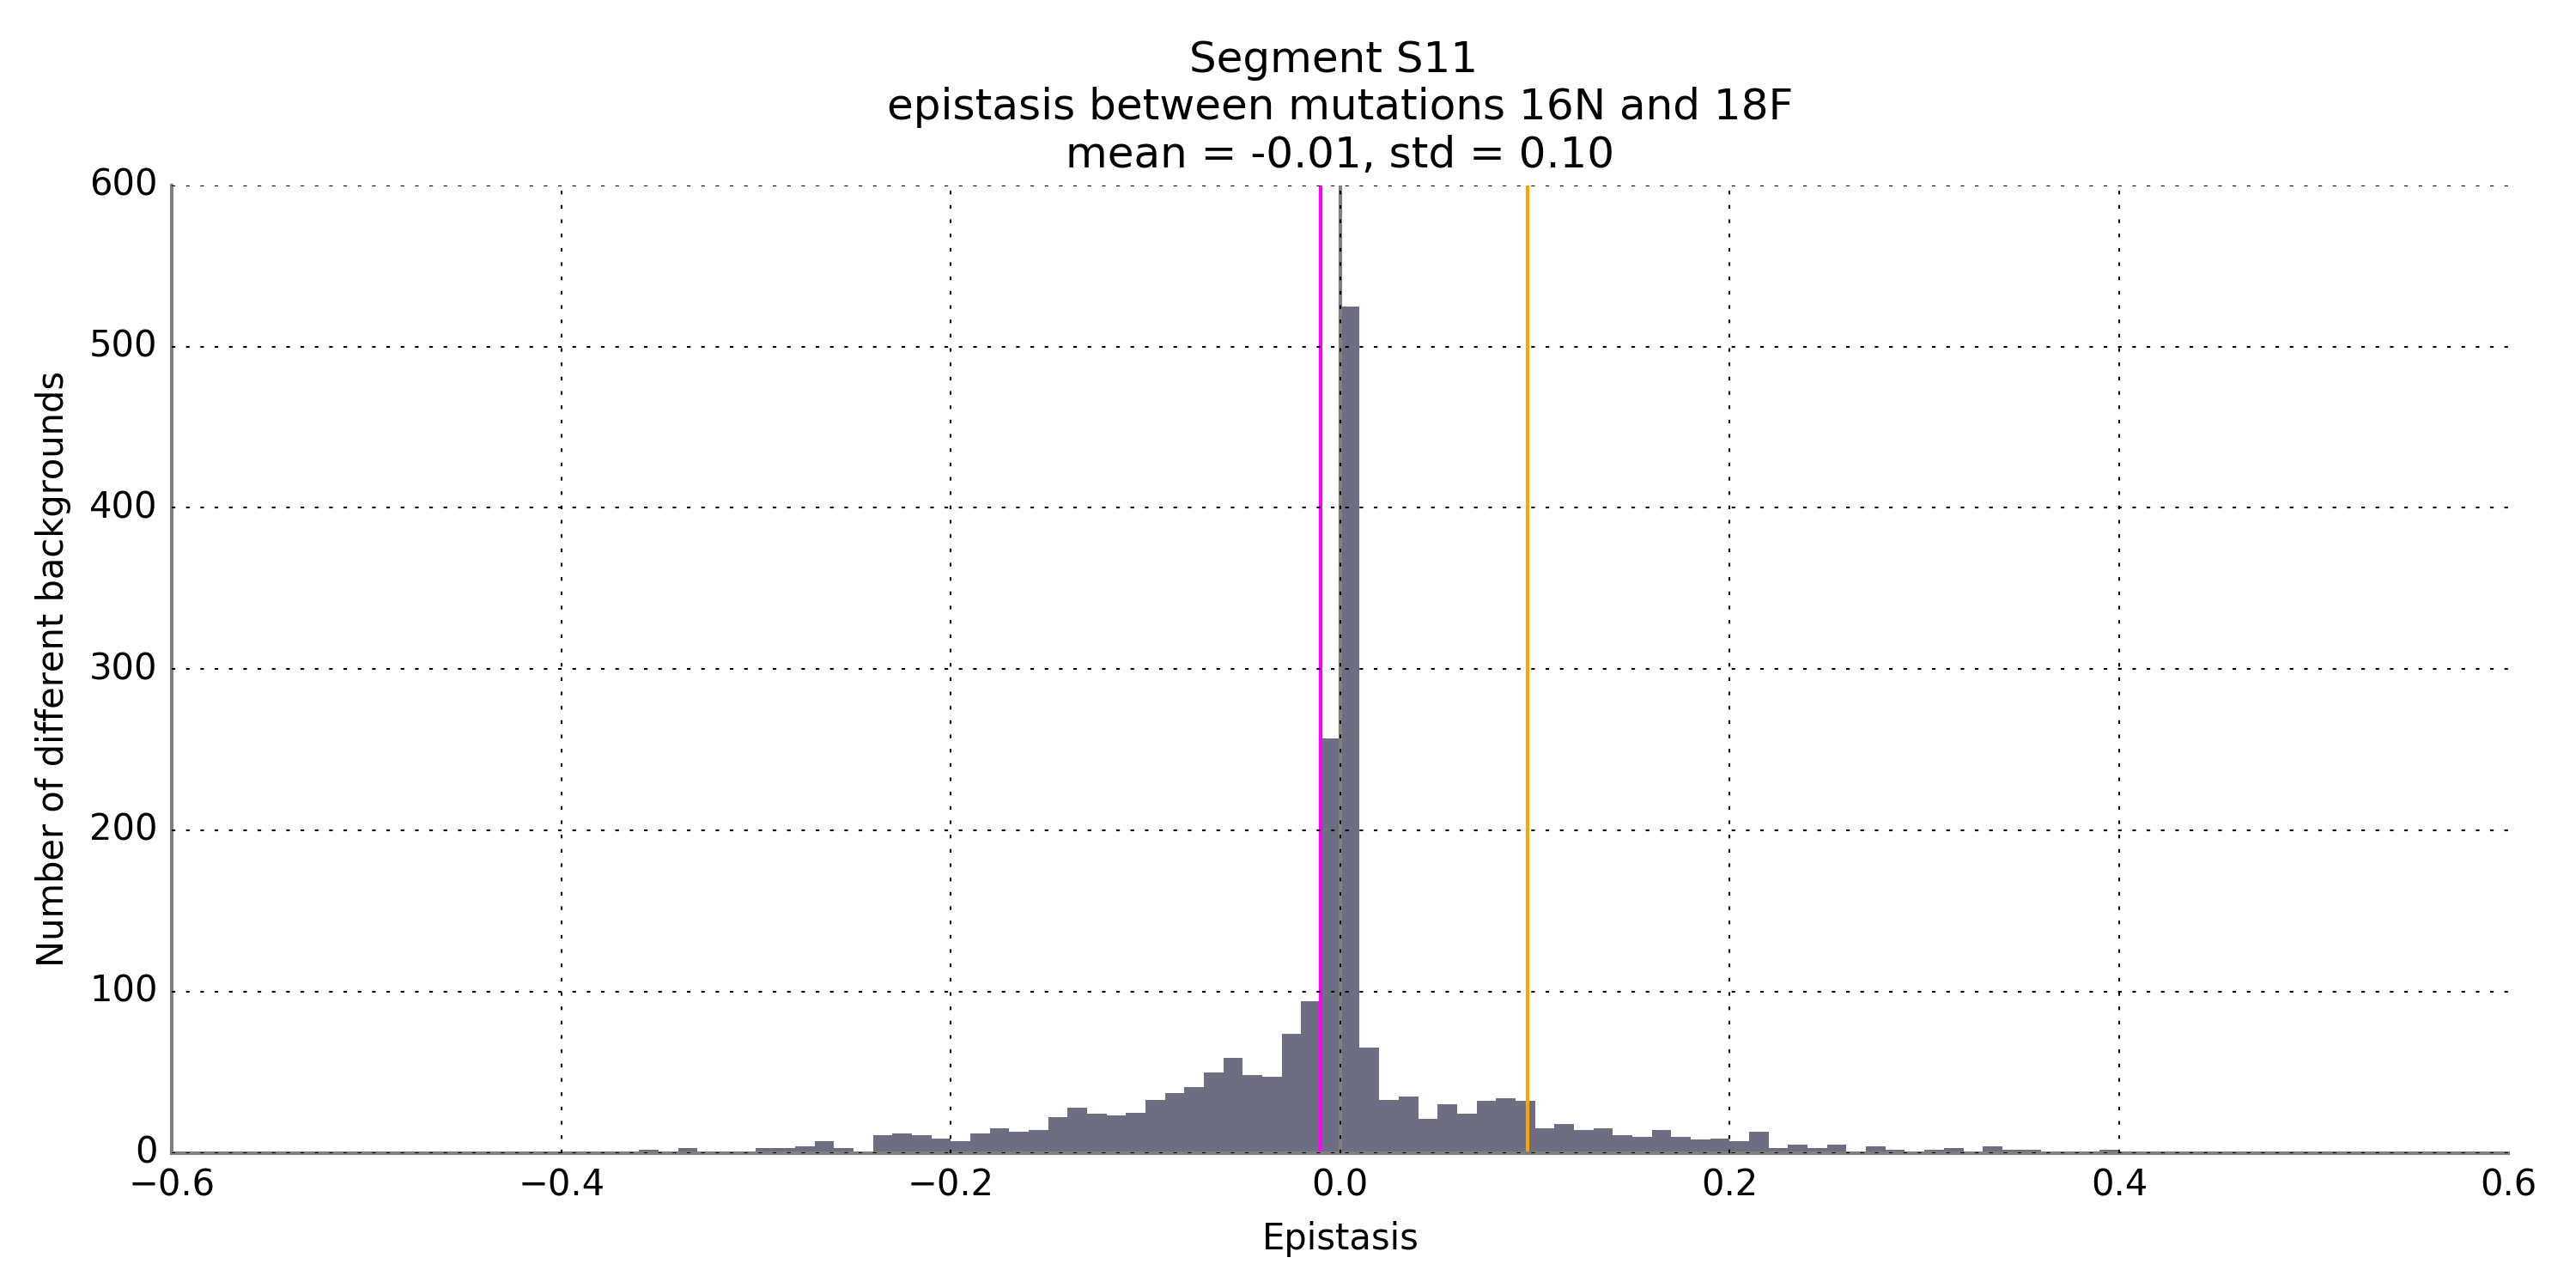 Segment S11
epistasis between mutations 16N and 18F
mean = -0.01, std = 0.10
600
500
400
300
200
100
0
Number of different backgrounds
−0.6 −0.4 −0.2 0.0 0.2 0.4 0.6
Epistasis